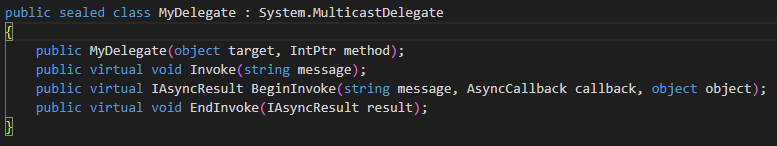 public sealed class MyDelegate : System.MulticastDelegate
{
public MyDelegate(object target, IntPtr method);
public virtual void Invoke(string message);
public virtual IAsyncResult BeginInvoke(string message, AsyncCallback callback, object object);
public virtual void EndInvoke(IAsyncResult result);
}